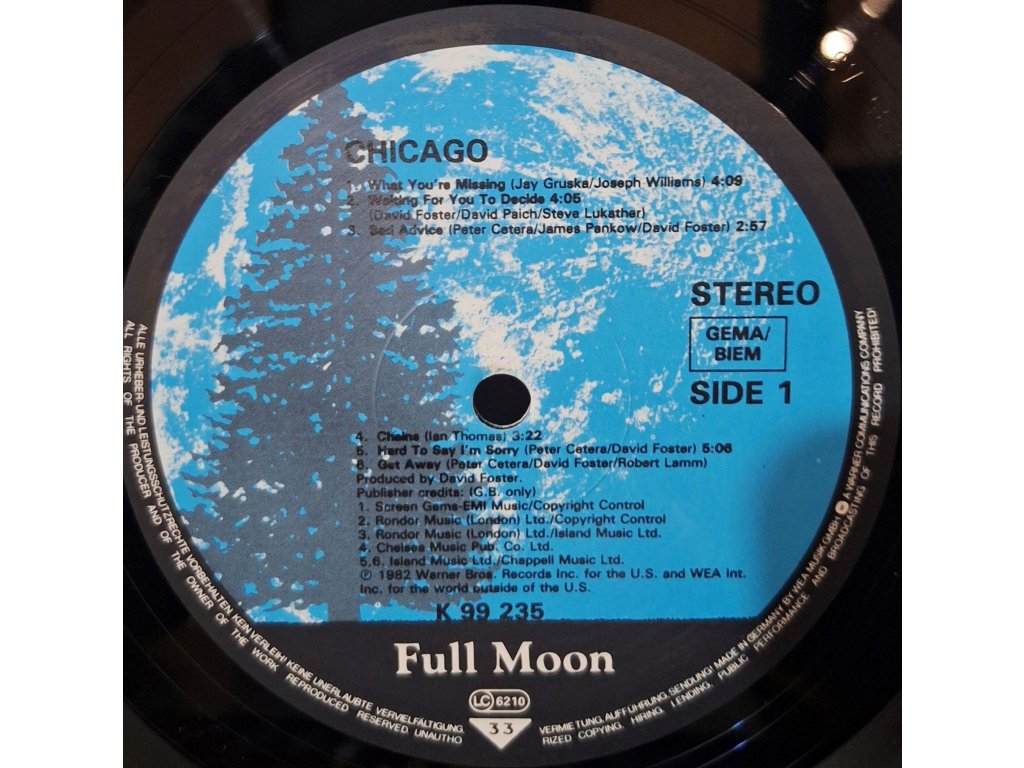 CHICAGO
1. What You're Missing (Jay Gruska/Joseph Williams) 4:09
2. Waiting For You To Decide 4:05
(David Foster/David Paich/Steve Lukather)
3. Bad Advice (Peter Cetera/James Pankow/David Foster) 2:57
STEREO
GEMA/
BIEM
SIDE 1
4. Chains (Ian Thomas) 3:22
5. Hard To Say I'm Sorry (Peter Cetera/David Foster) 5:06
6. Get Away (Peter Cetera/David Foster/Robert Lamm)
Produced by David Foster.
Publisher credits: (G.B. only)
1. Screen Gems-EMI Music/Copyright Control
2. Rondor Music (London) Ltd./Copyright Control
3. Rondor Music (London) Ltd./Island Music Ltd.
4. Chelsea Music Pub. Co. Ltd.
5,6. Island Music Ltd./Chappell Music Ltd.
℗ 1982 Warner Bros. Records Inc. for the U.S. and WEA Int.
Inc. for the world outside of the U.S.
K 99 235
Full Moon
LC 6210
33
ALLE URHEBER- UND LEISTUNGSSCHUTZRECHTE VORBEHALTEN KEIN VERLEIH! KEINE UNERLAUBTE VERVIELFÄLTIGUNG,
VERMIETUNG, AUFFÜHRUNG, SENDUNG! MADE IN GERMANY BY WEA MUSIK GMBH A WARNER COMMUNICATIONS COMPANY
ALL RIGHTS OF THE PRODUCER AND OF THE OWNER OF THE WORK REPRODUCED RESERVED. UNAUTHO
RIZED COPYING, HIRING, LENDING, PUBLIC PERFORMANCE AND BROADCASTING OF THIS RECORD PROHIBITED!